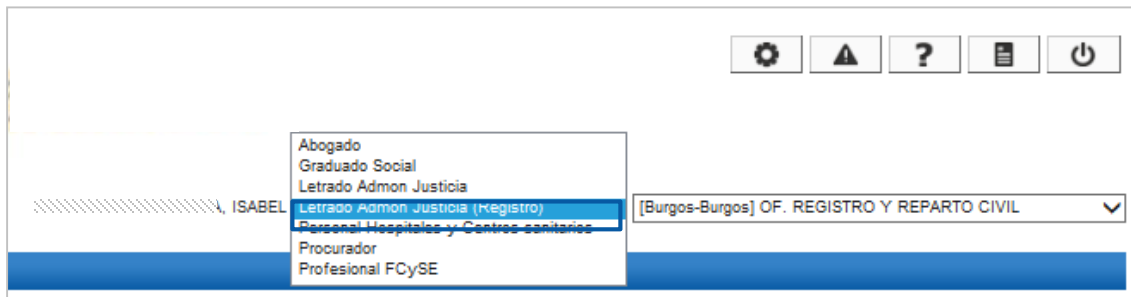 ?
Abogado
Graduado Social
Letrado Admon Justicia
, ISABEL Letrado Admon Justicia (Registro) [Burgos-Burgos] OF. REGISTRO Y REPARTO CIVIL
Personal Hospitales y Centros sanitarios
Procurador
Profesional FCySE